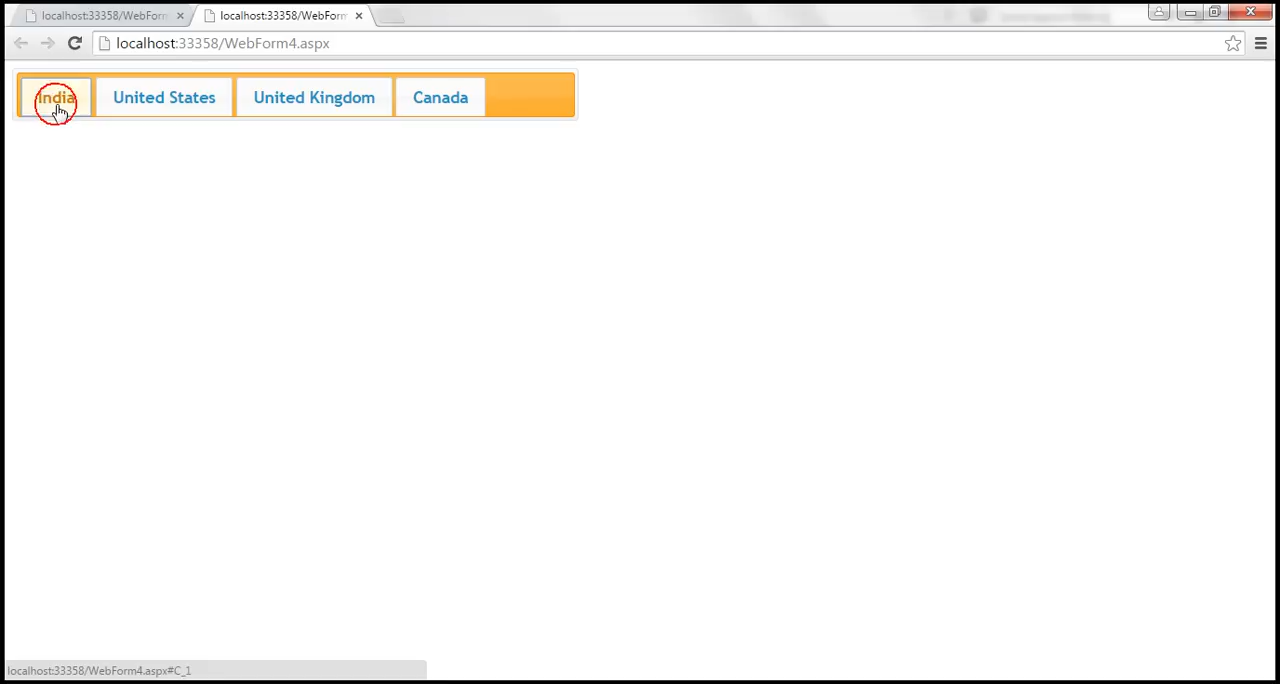 localhost:33358/WebForm
localhost:33358/WebForm
localhost:33358/WebForm4.aspx
India
United States
United Kingdom
Canada
localhost:33358/WebForm4.aspx#C_1